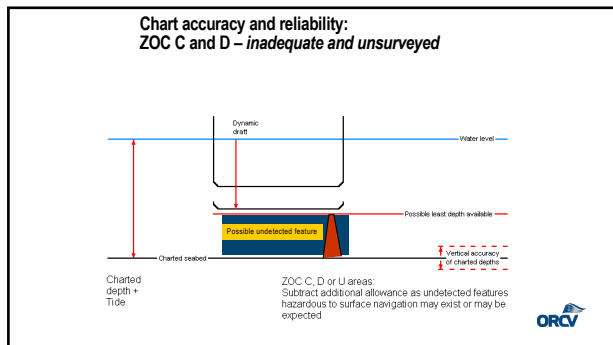 Chart accuracy and reliability:
ZOC C and D – inadequate and unsurveyed
Dynamic
draft
Water level
Possible least depth available
Possible undetected feature
Vertical accuracy
of charted depths
Charted seabed
Charted
depth +
Tide
ZOC C, D or U areas:
Subtract additional allowance as undetected features
hazardous to surface navigation may exist or may be
expected
ORCV